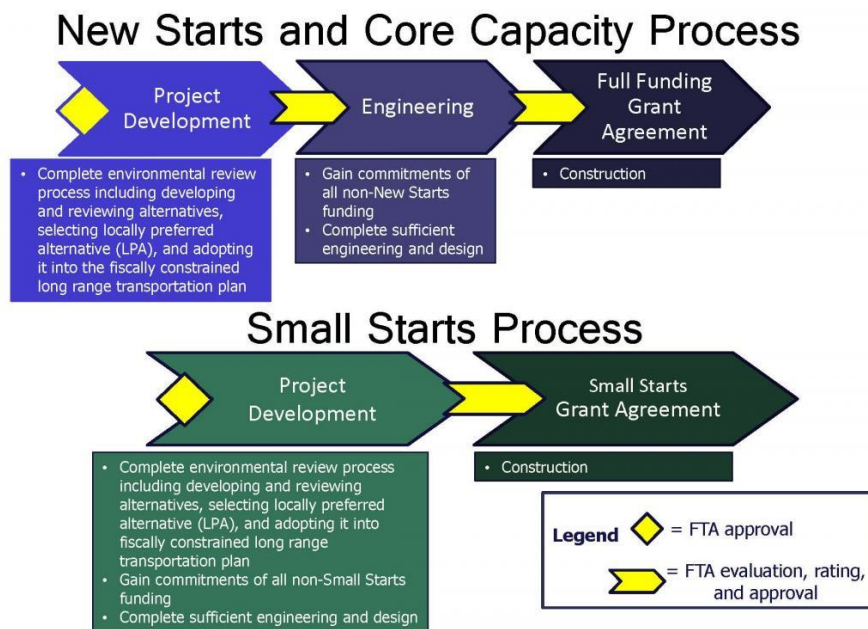 New Starts and Core Capacity Process
Project
Development
Engineering
Full Funding
Grant
Agreement
• Complete environmental review
process including developing
and reviewing alternatives,
selecting locally preferred
alternative (LPA), and adopting
it into the fiscally constrained
long range transportation plan
• Gain commitments of
all non-New Starts
funding
• Complete sufficient
engineering and design
• Construction
Small Starts Process
Project
Development
Small Starts
Grant Agreement
• Complete environmental review process
including developing and reviewing
alternatives, selecting locally preferred
alternative (LPA), and adopting it into
fiscally constrained long range
transportation plan
• Gain commitments of all non-Small Starts
funding
• Complete sufficient engineering and design
• Construction
Legend
= FTA approval
= FTA evaluation, rating,
and approval